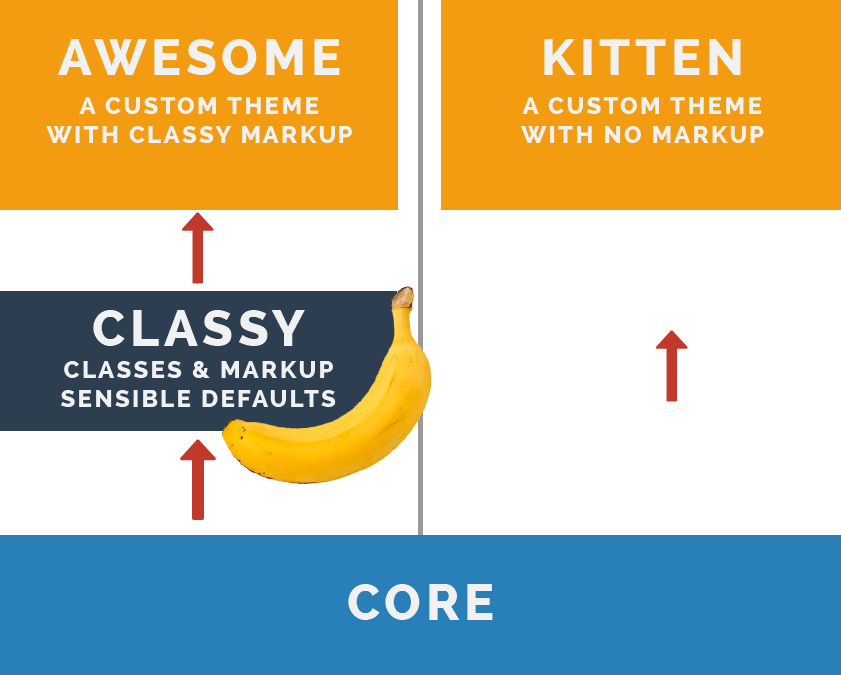 AWESOME
A CUSTOM THEME
WITH CLASSY MARKUP
KITTEN
A CUSTOM THEME
WITH NO MARKUP
CLASSY
CLASSES & MARKUP
SENSIBLE DEFAULTS
CORE